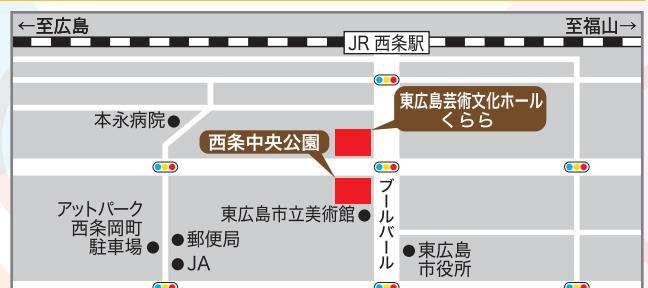 ←至広島
至福山→
JR 西条駅
東広島芸術文化ホール
くらら
本永病院
西条中央公園
アットパーク
西条岡町
駐車場
郵便局
JA
東広島市立美術館
ブールバール
東広島
市役所